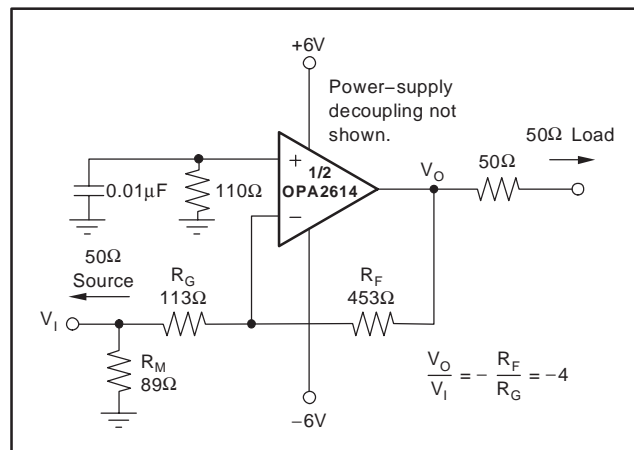 +6V
Power–supply
decoupling not
shown.
50Ω Load
+
1/2
OPA2614
–
V_O
50Ω
0.01μF
110Ω
50Ω
Source
R_G
113Ω
R_F
453Ω
V_I
R_M
89Ω
–6V
V_O/V_I = – R_F/R_G = –4